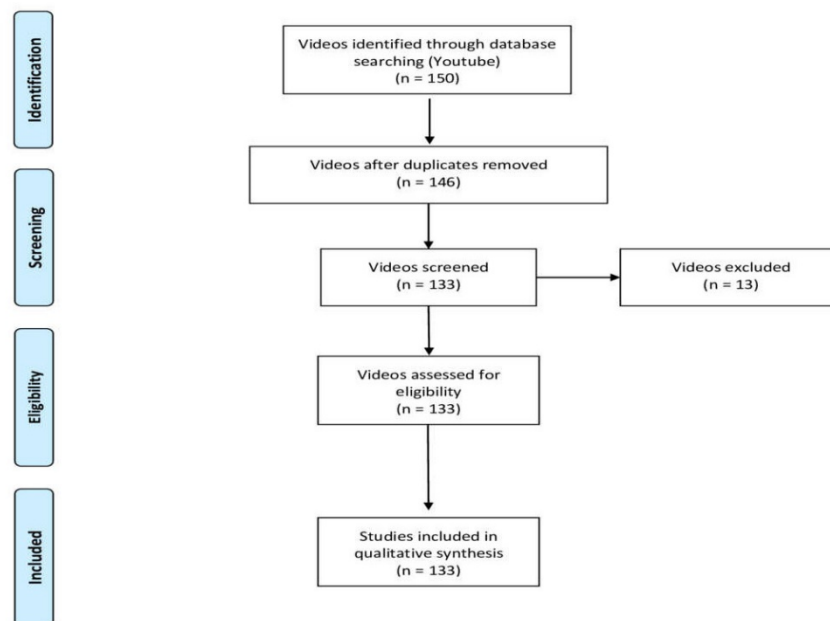 Identification
Videos identified through database
searching (Youtube)
(n = 150)
Videos after duplicates removed
(n = 146)
Screening
Videos screened
(n = 133)
Videos excluded
(n = 13)
Eligibility
Videos assessed for
eligibility
(n = 133)
Included
Studies included in
qualitative synthesis
(n = 133)